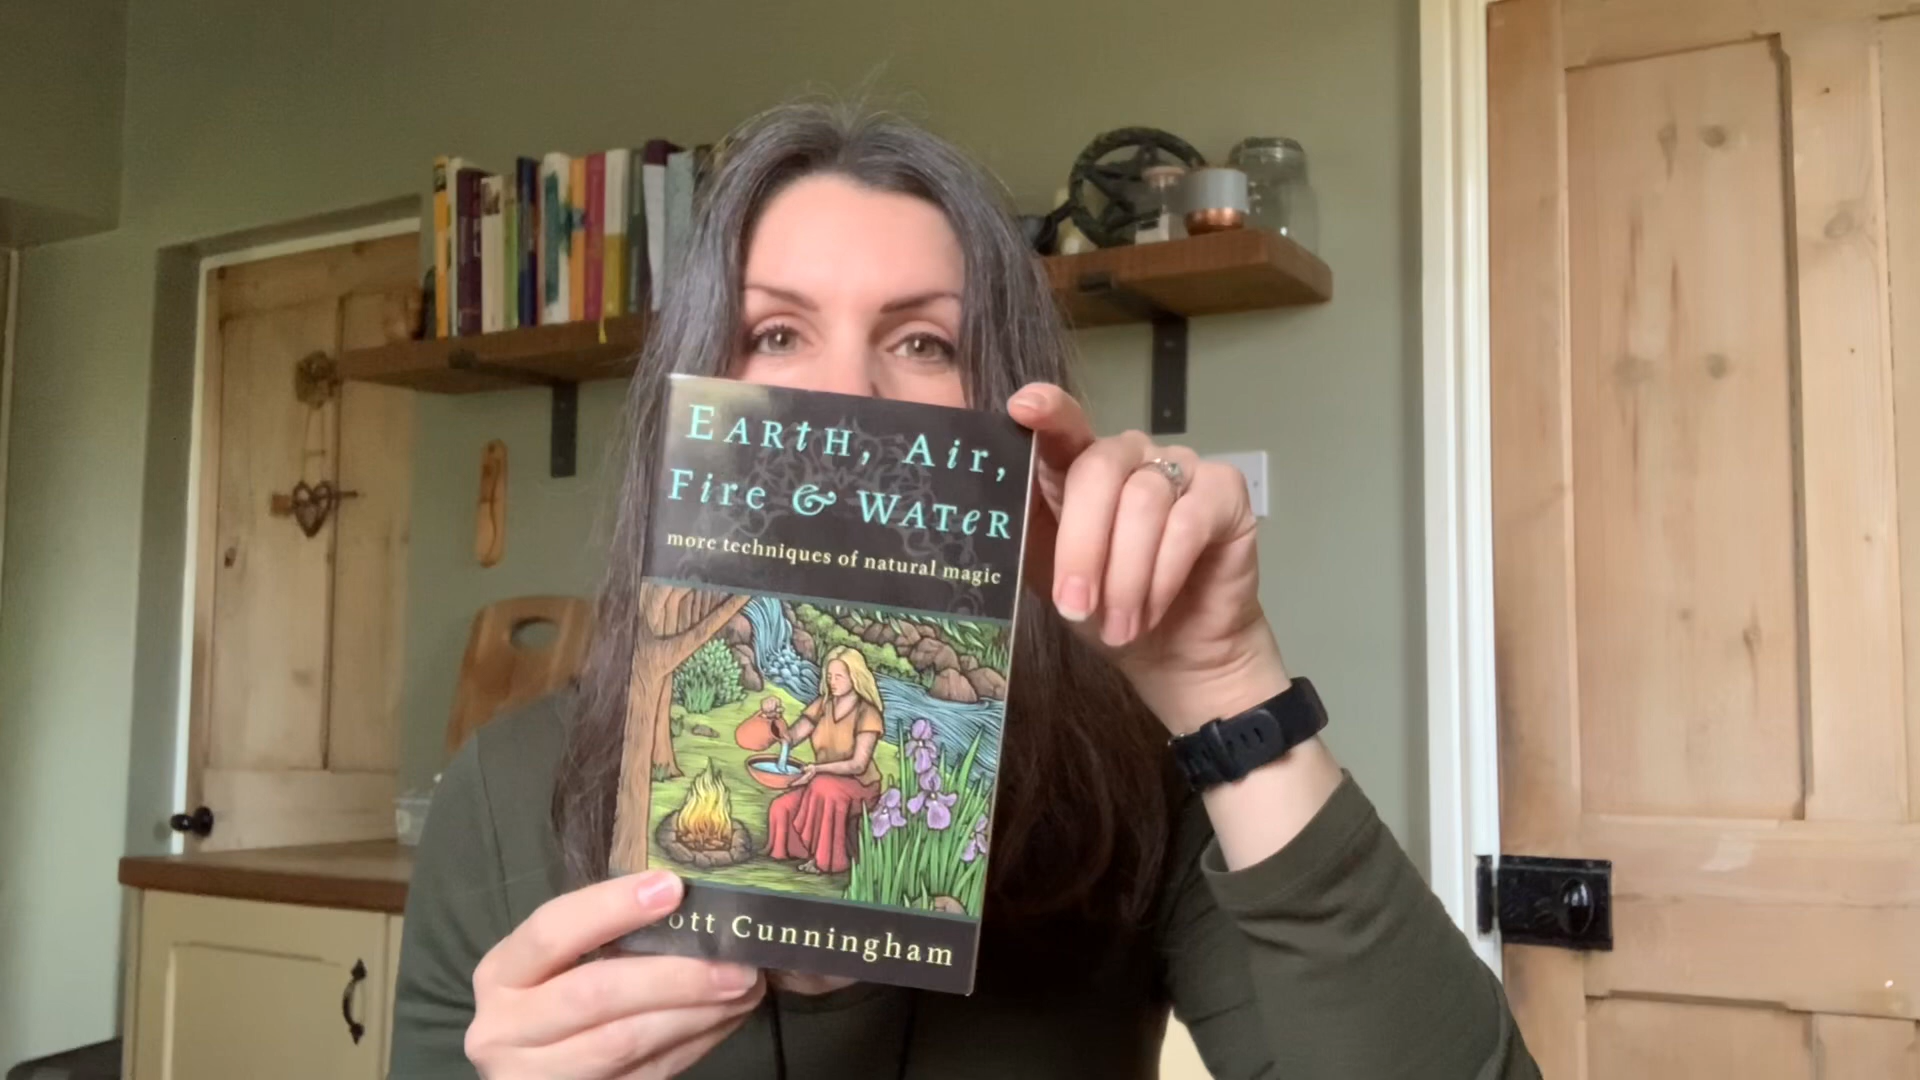 Earth, Air,
Fire & Water
more techniques of natural magic
ott Cunningham